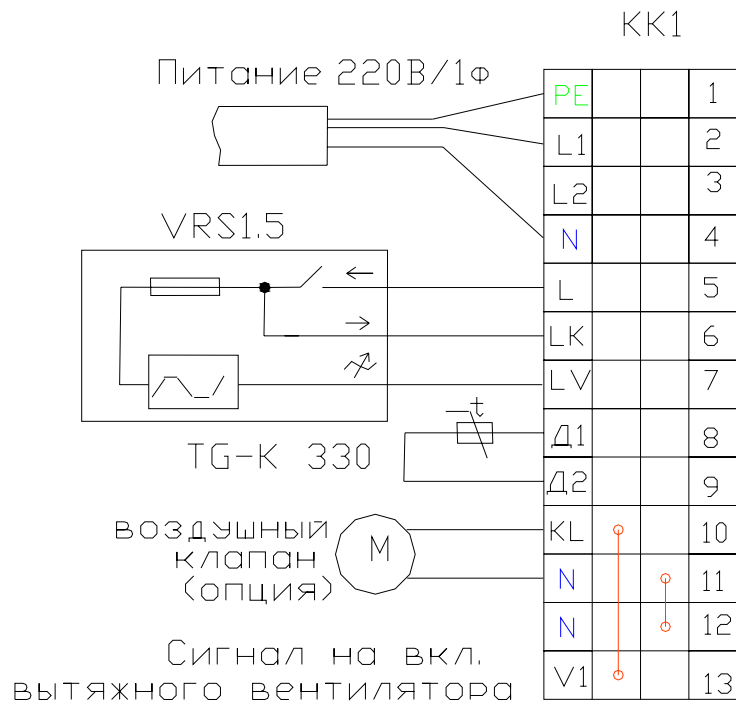 КК1
Питание 220В/1ф
PE 1
L1 2
L2 3
N 4
VRS1.5
L 5
LK 6
LV 7
-t
Д1 8
TG-K 330
Д2 9
воздушный
клапан
(опция)
M
KL 10
N 11
N 12
Сигнал на вкл.
вытяжного вентилятора
V1 13